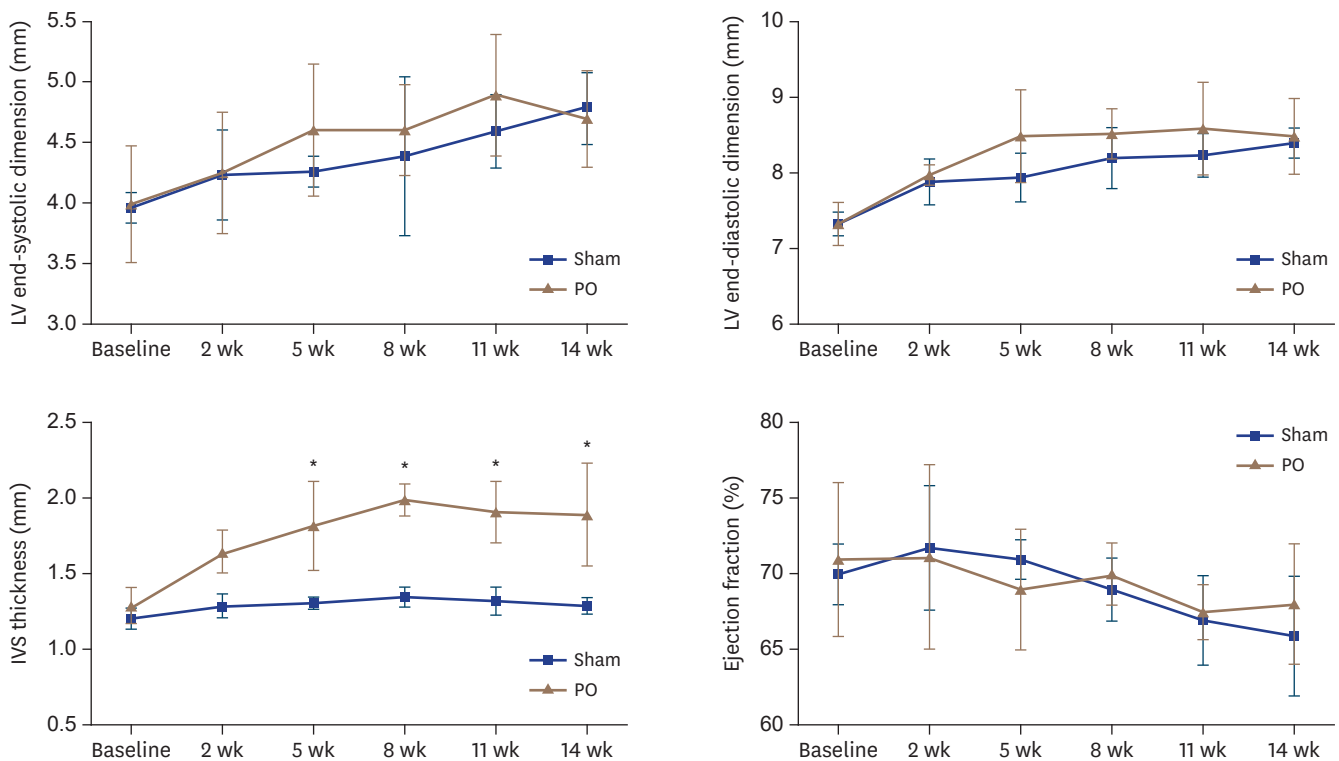 LV end-systolic dimension (mm)
5.5
5.0
4.5
4.0
3.5
3.0
Baseline 2 wk 5 wk 8 wk 11 wk 14 wk
Sham
PO
LV end-diastolic dimension (mm)
10
9
8
7
6
Baseline 2 wk 5 wk 8 wk 11 wk 14 wk
Sham
PO
IVS thickness (mm)
2.5
2.0
1.5
1.0
0.5
* * * *
Baseline 2 wk 5 wk 8 wk 11 wk 14 wk
Sham
PO
Ejection fraction (%)
80
75
70
65
60
Baseline 2 wk 5 wk 8 wk 11 wk 14 wk
Sham
PO